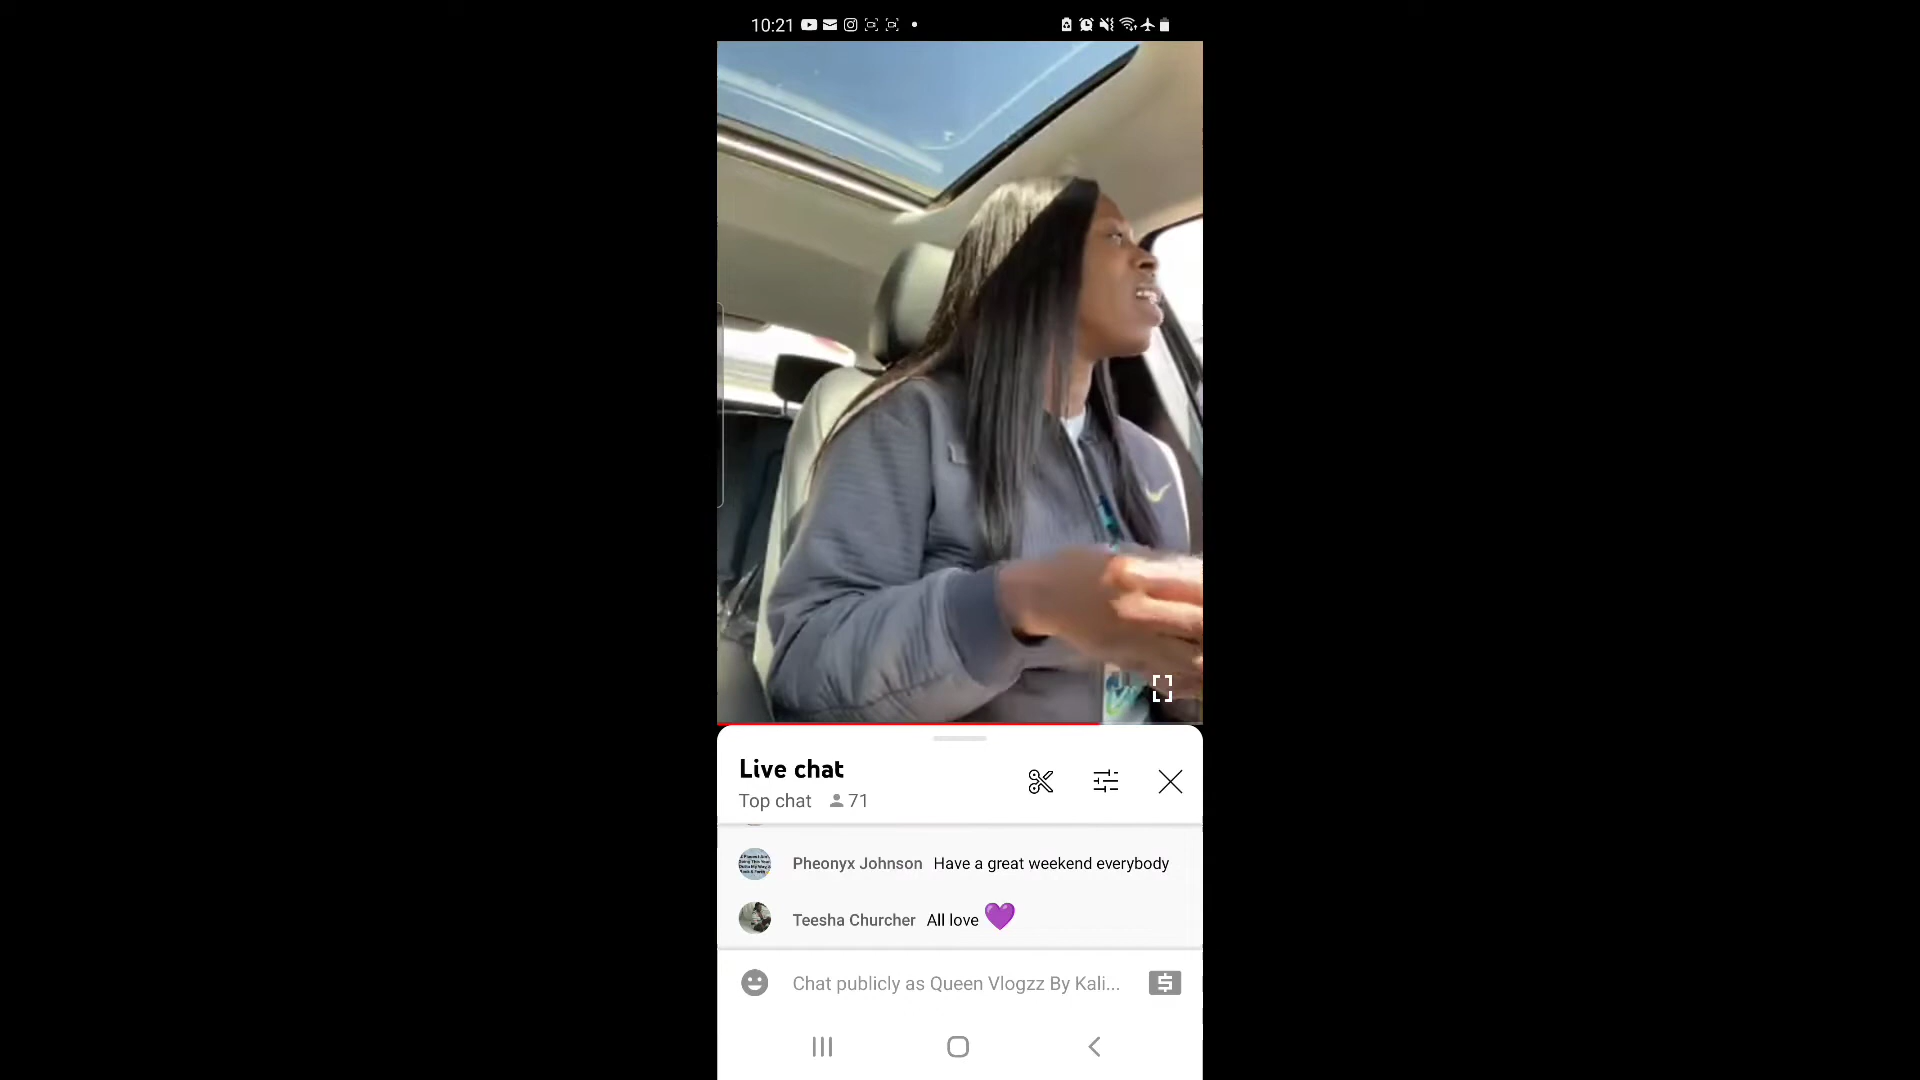 10:21
Live chat
Top chat 71
Pheonyx Johnson Have a great weekend everybody
Teesha Churcher All love
Chat publicly as Queen Vlogzz By Kali...